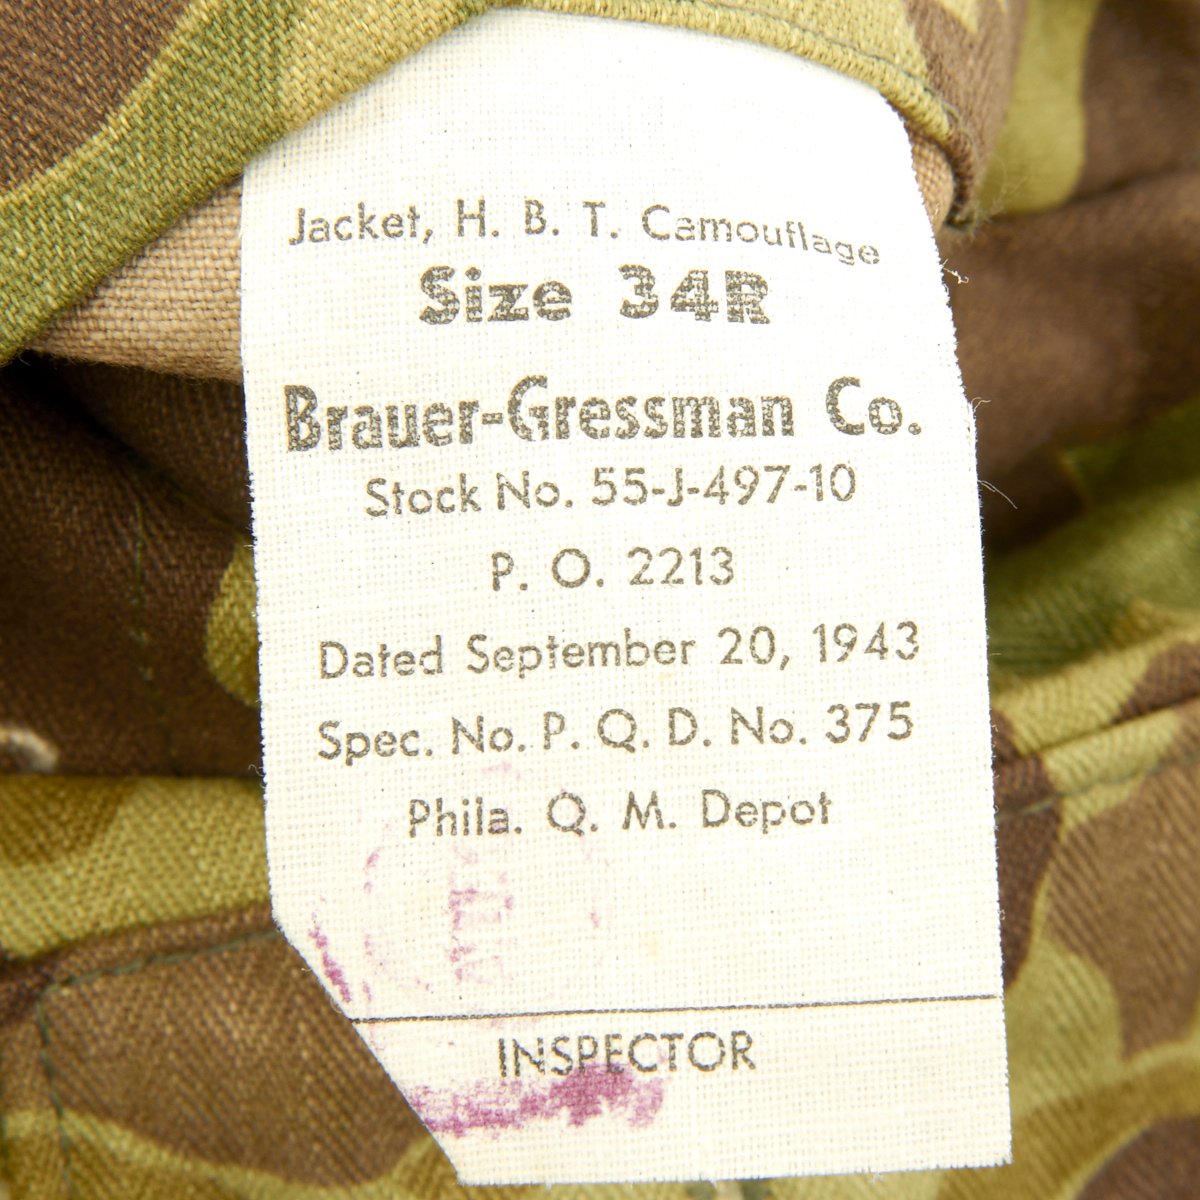 Jacket, H. B. T. Camouflage
Size 34R
Brauer-Gressman Co.
Stock No. 55-J-497-10
P. O. 2213
Dated September 20, 1943
Spec. No. P. Q. D. No. 375
Phila. Q. M. Depot
INSPECTOR